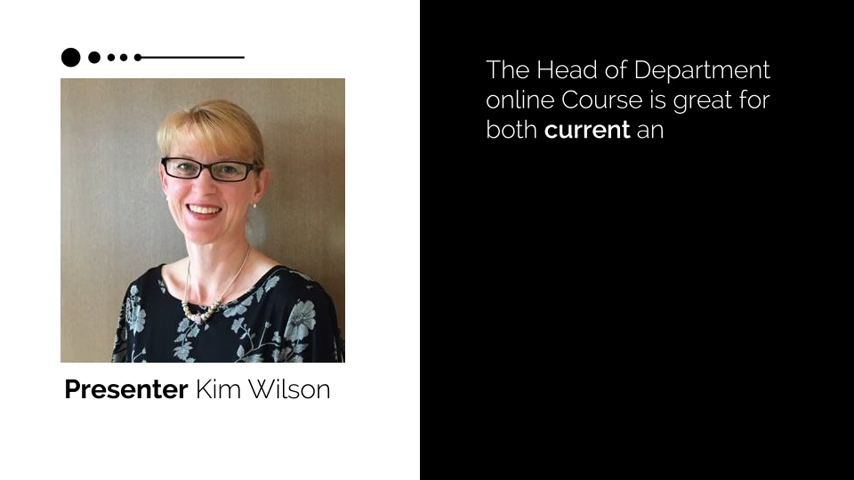 Presenter Kim Wilson
The Head of Department
online Course is great for
both current an